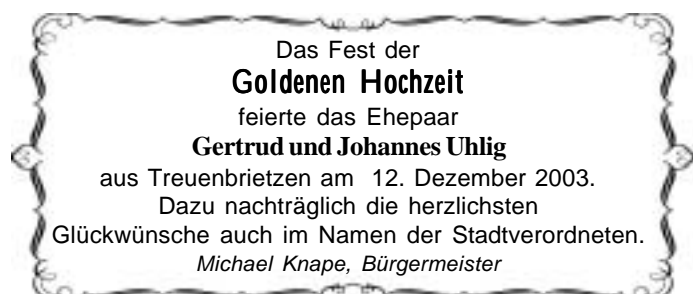 Das Fest der
Goldenen Hochzeit
feierte das Ehepaar
Gertrud und Johannes Uhlig
aus Treuenbrietzen am 12. Dezember 2003.
Dazu nachträglich die herzlichsten
Glückwünsche auch im Namen der Stadtverordneten.
Michael Knape, Bürgermeister